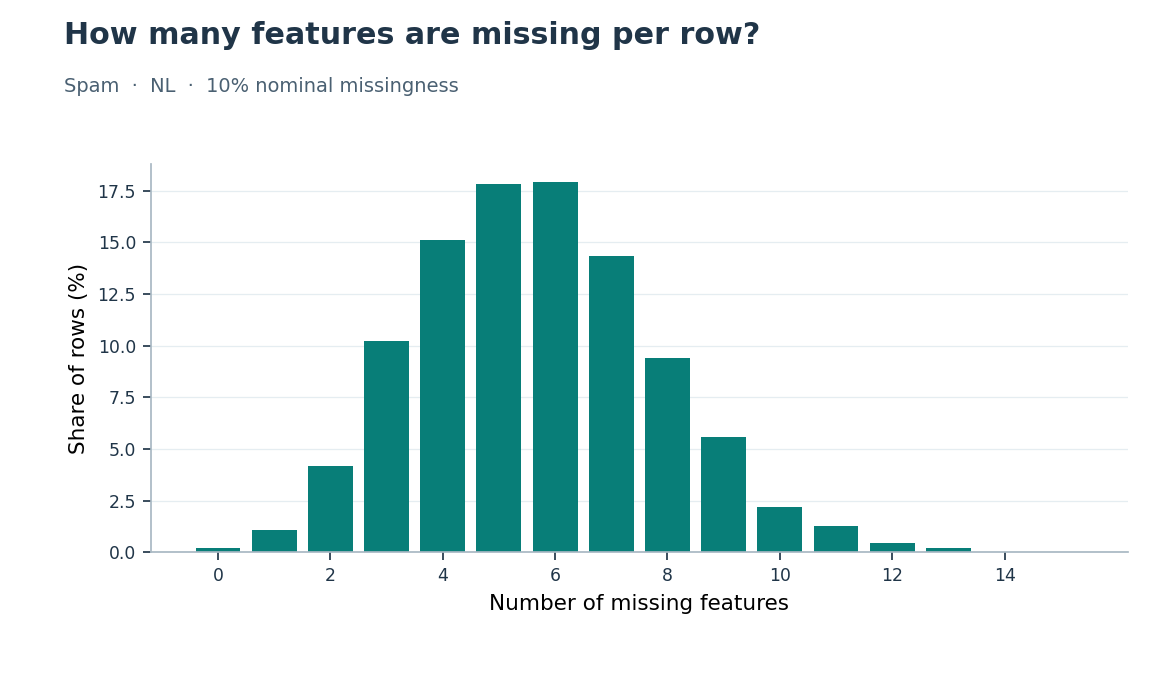 How many features are missing per row?
Spam · NL · 10% nominal missingness
17.5
15.0
12.5
10.0
7.5
5.0
2.5
0.0
Share of rows (%)
0 2 4 6 8 10 12 14
Number of missing features